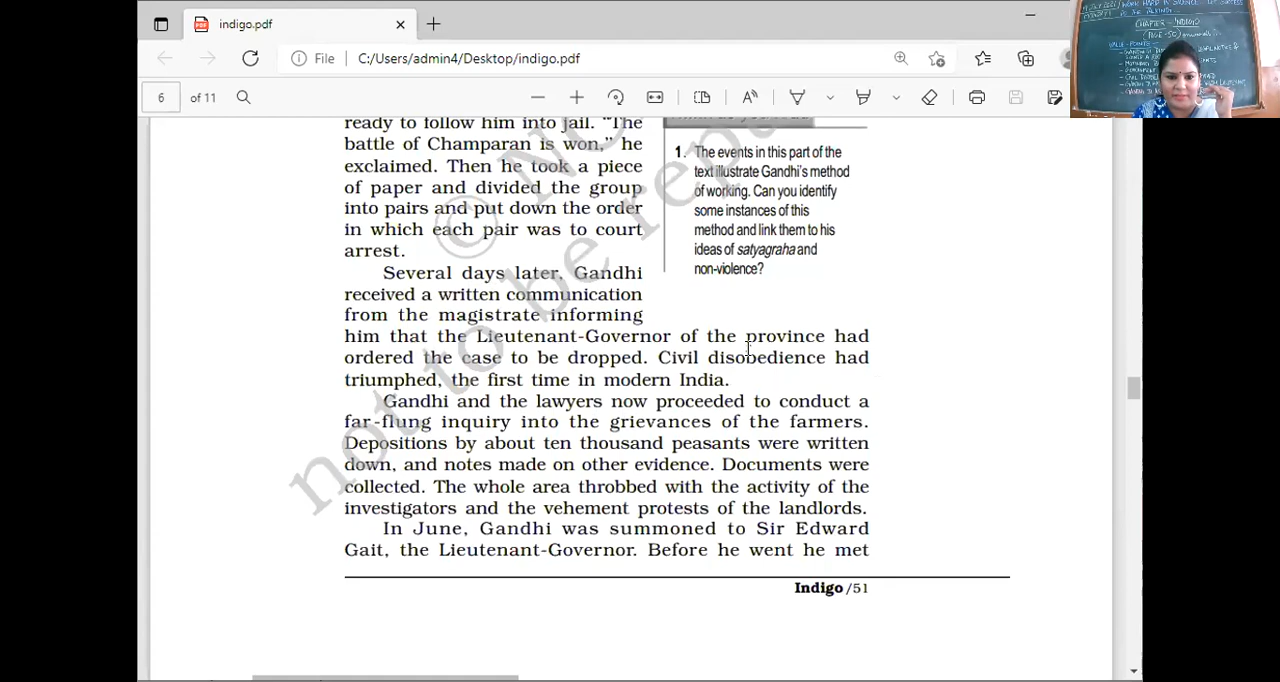 indigo.pdf
File C:/Users/admin4/Desktop/indigo.pdf
6 of 11
ready to follow him into jail. "The
battle of Champaran is won," he
exclaimed. Then he took a piece
of paper and divided the group
into pairs and put down the order
in which each pair was to court
arrest.
1. The events in this part of the
text illustrate Gandhi's method
of working. Can you identify
some instances of this
method and link them to his
ideas of satyagraha and
non-violence?
Several days later, Gandhi
received a written communication
from the magistrate informing
him that the Lieutenant-Governor of the province had
ordered the case to be dropped. Civil disobedience had
triumphed, the first time in modern India.
Gandhi and the lawyers now proceeded to conduct a
far-flung inquiry into the grievances of the farmers.
Depositions by about ten thousand peasants were written
down, and notes made on other evidence. Documents were
collected. The whole area throbbed with the activity of the
investigators and the vehement protests of the landlords.
In June, Gandhi was summoned to Sir Edward
Gait, the Lieutenant-Governor. Before he went he met
Indigo /51
not to be repu
© NC
CHAPTER - INDIGO
VALUE-POINTS